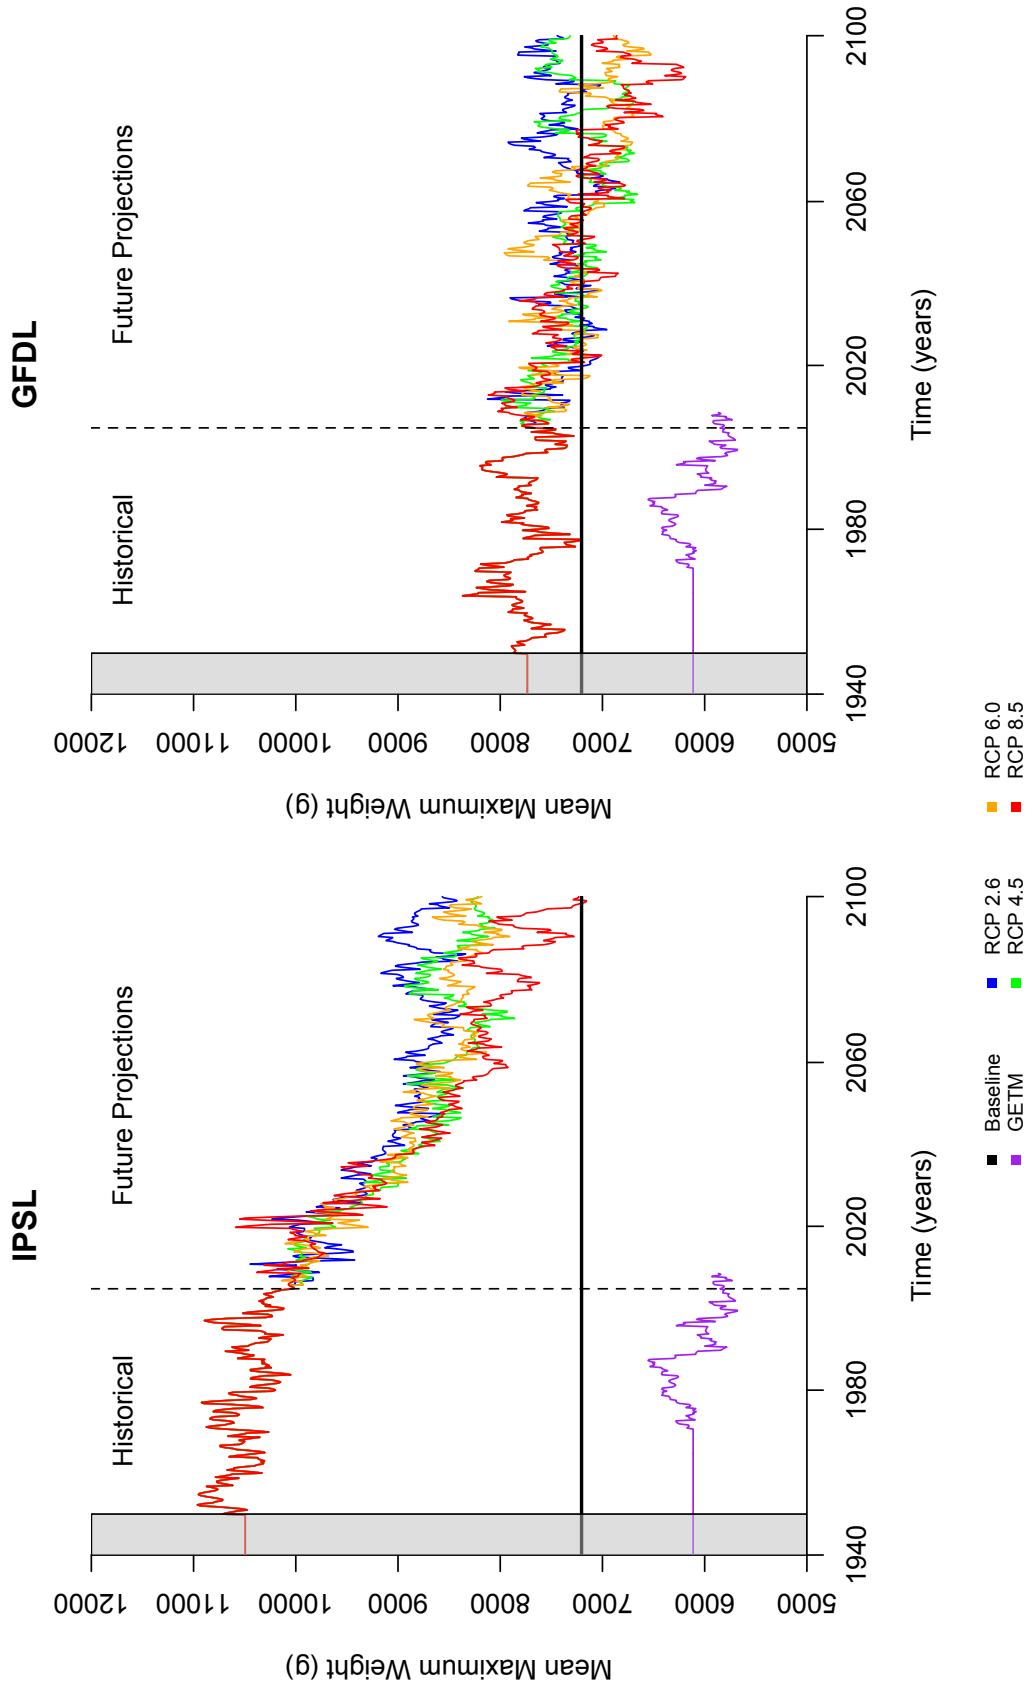 IPSL
Historical
Future Projections
12000
11000
10000
9000
8000
7000
6000
5000
Mean Maximum Weight (g)
1940
1980
2020
2060
2100
Time (years)
GFDL
Historical
Future Projections
12000
11000
10000
9000
8000
7000
6000
5000
Mean Maximum Weight (g)
1940
1980
2020
2060
2100
Time (years)
Baseline RCP 2.6 RCP 6.0
GETM RCP 4.5 RCP 8.5